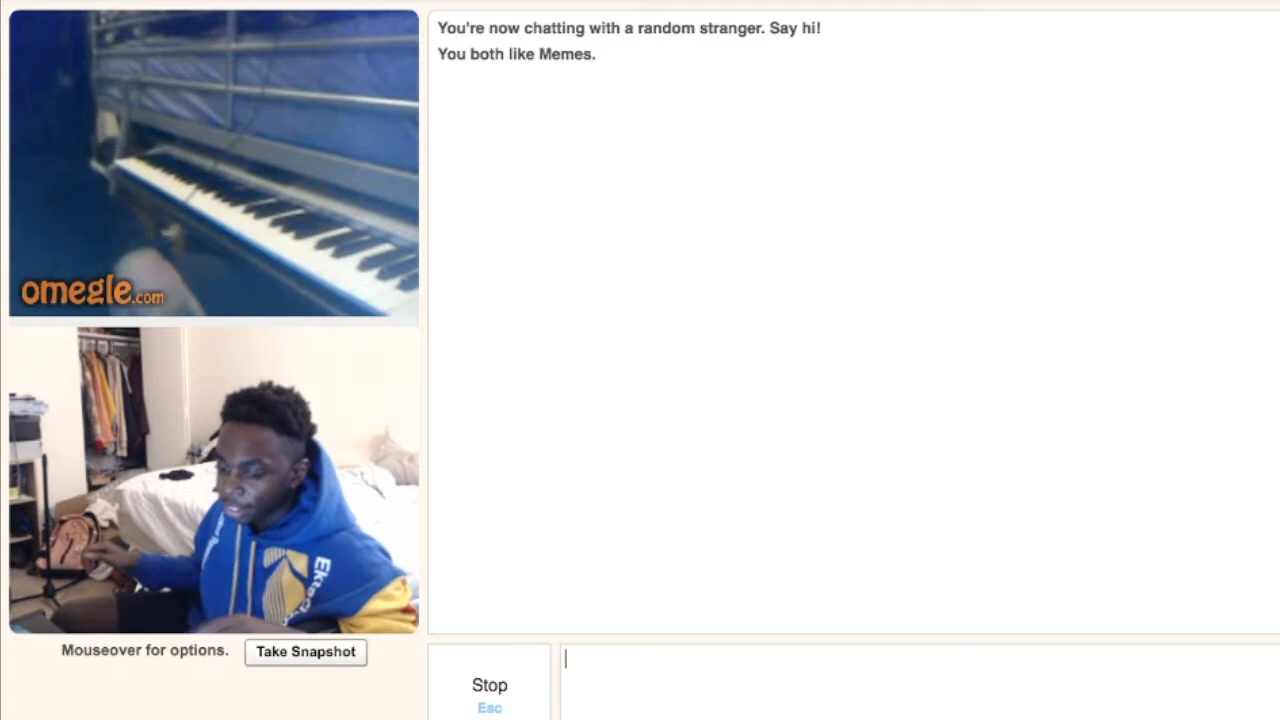 You're now chatting with a random stranger. Say hi!
You both like Memes.
omegle.com
Mouseover for options.
Take Snapshot
Stop
Esc